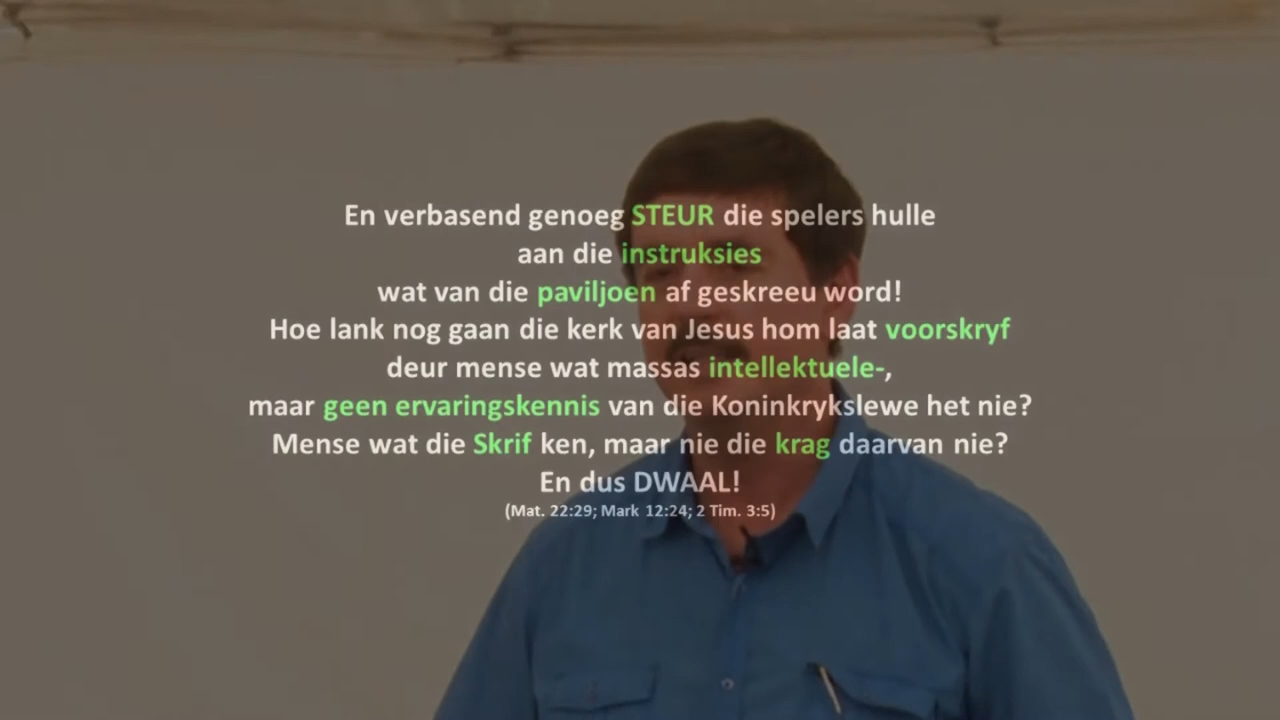 En verbasend genoeg STEUR die spelers hulle
aan die instruksies
wat van die paviljoen af geskreeu word!
Hoe lank nog gaan die kerk van Jesus hom laat voorskryf
deur mense wat massas intellektuele-,
maar geen ervaringskennis van die Koninkrykslewe het nie?
Mense wat die Skrif ken, maar nie die krag daarvan nie?
En dus DWAAL!
(Mat. 22:29; Mark 12:24; 2 Tim. 3:5)